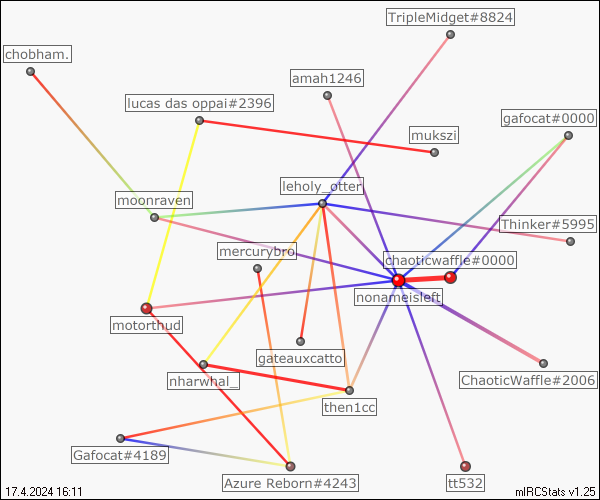 TripleMidget#8824
chobham.
amah1246
lucas das oppai#2396
gafocat#0000
mukszi
leholy_otter
moonraven
Thinker#5995
mercurybro
chaoticwaffle#0000
nonameisleft
motorthud
gateauxcatto
nharwhal_
ChaoticWaffle#2006
then1cc
Gafocat#4189
Azure Reborn#4243
tt532
17.4.2024 16:11
mIRCStats v1.25